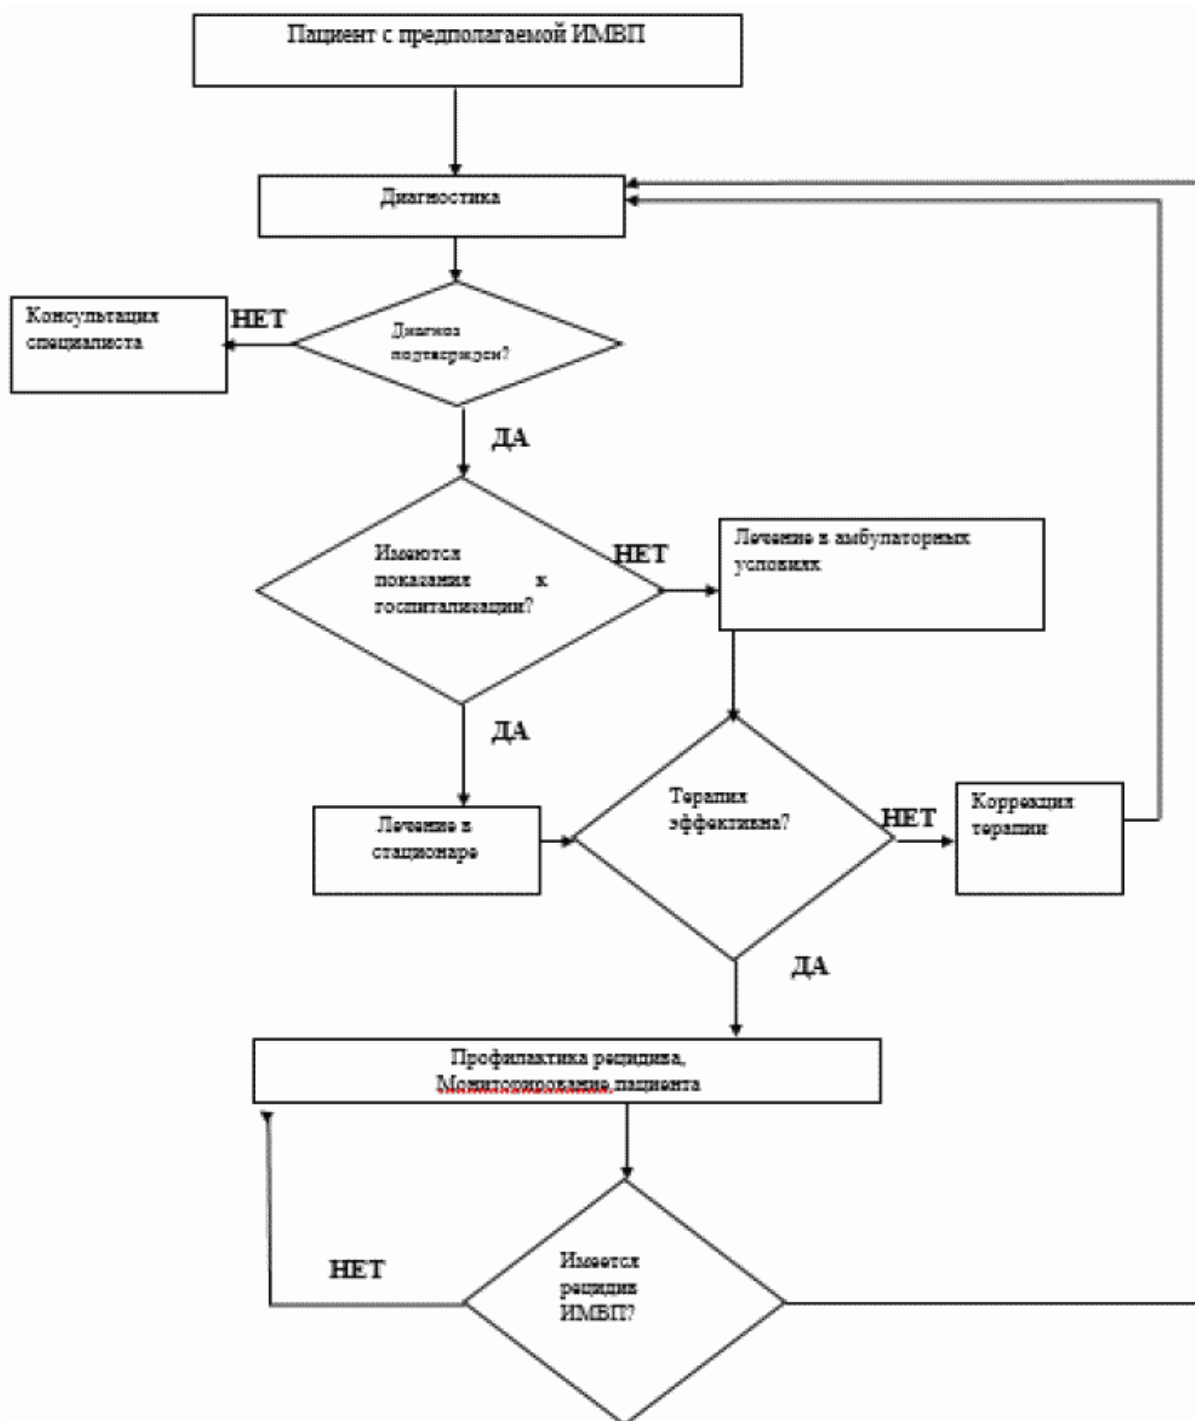 Пациент с предполагаемой ИМВП
Диагностика
Консультация
специалиста
НЕТ
Диагноз
подтвержден?
ДА
Имеются
показания к
госпитализации?
НЕТ
Лечение в амбулаторных
условиях
ДА
Лечение в
стационаре
Терапия
эффективна?
НЕТ
Коррекция
терапии
ДА
Профилактика рецидива,
Мониторирование пациента
НЕТ
Имеется
рецидив
ИМВП?